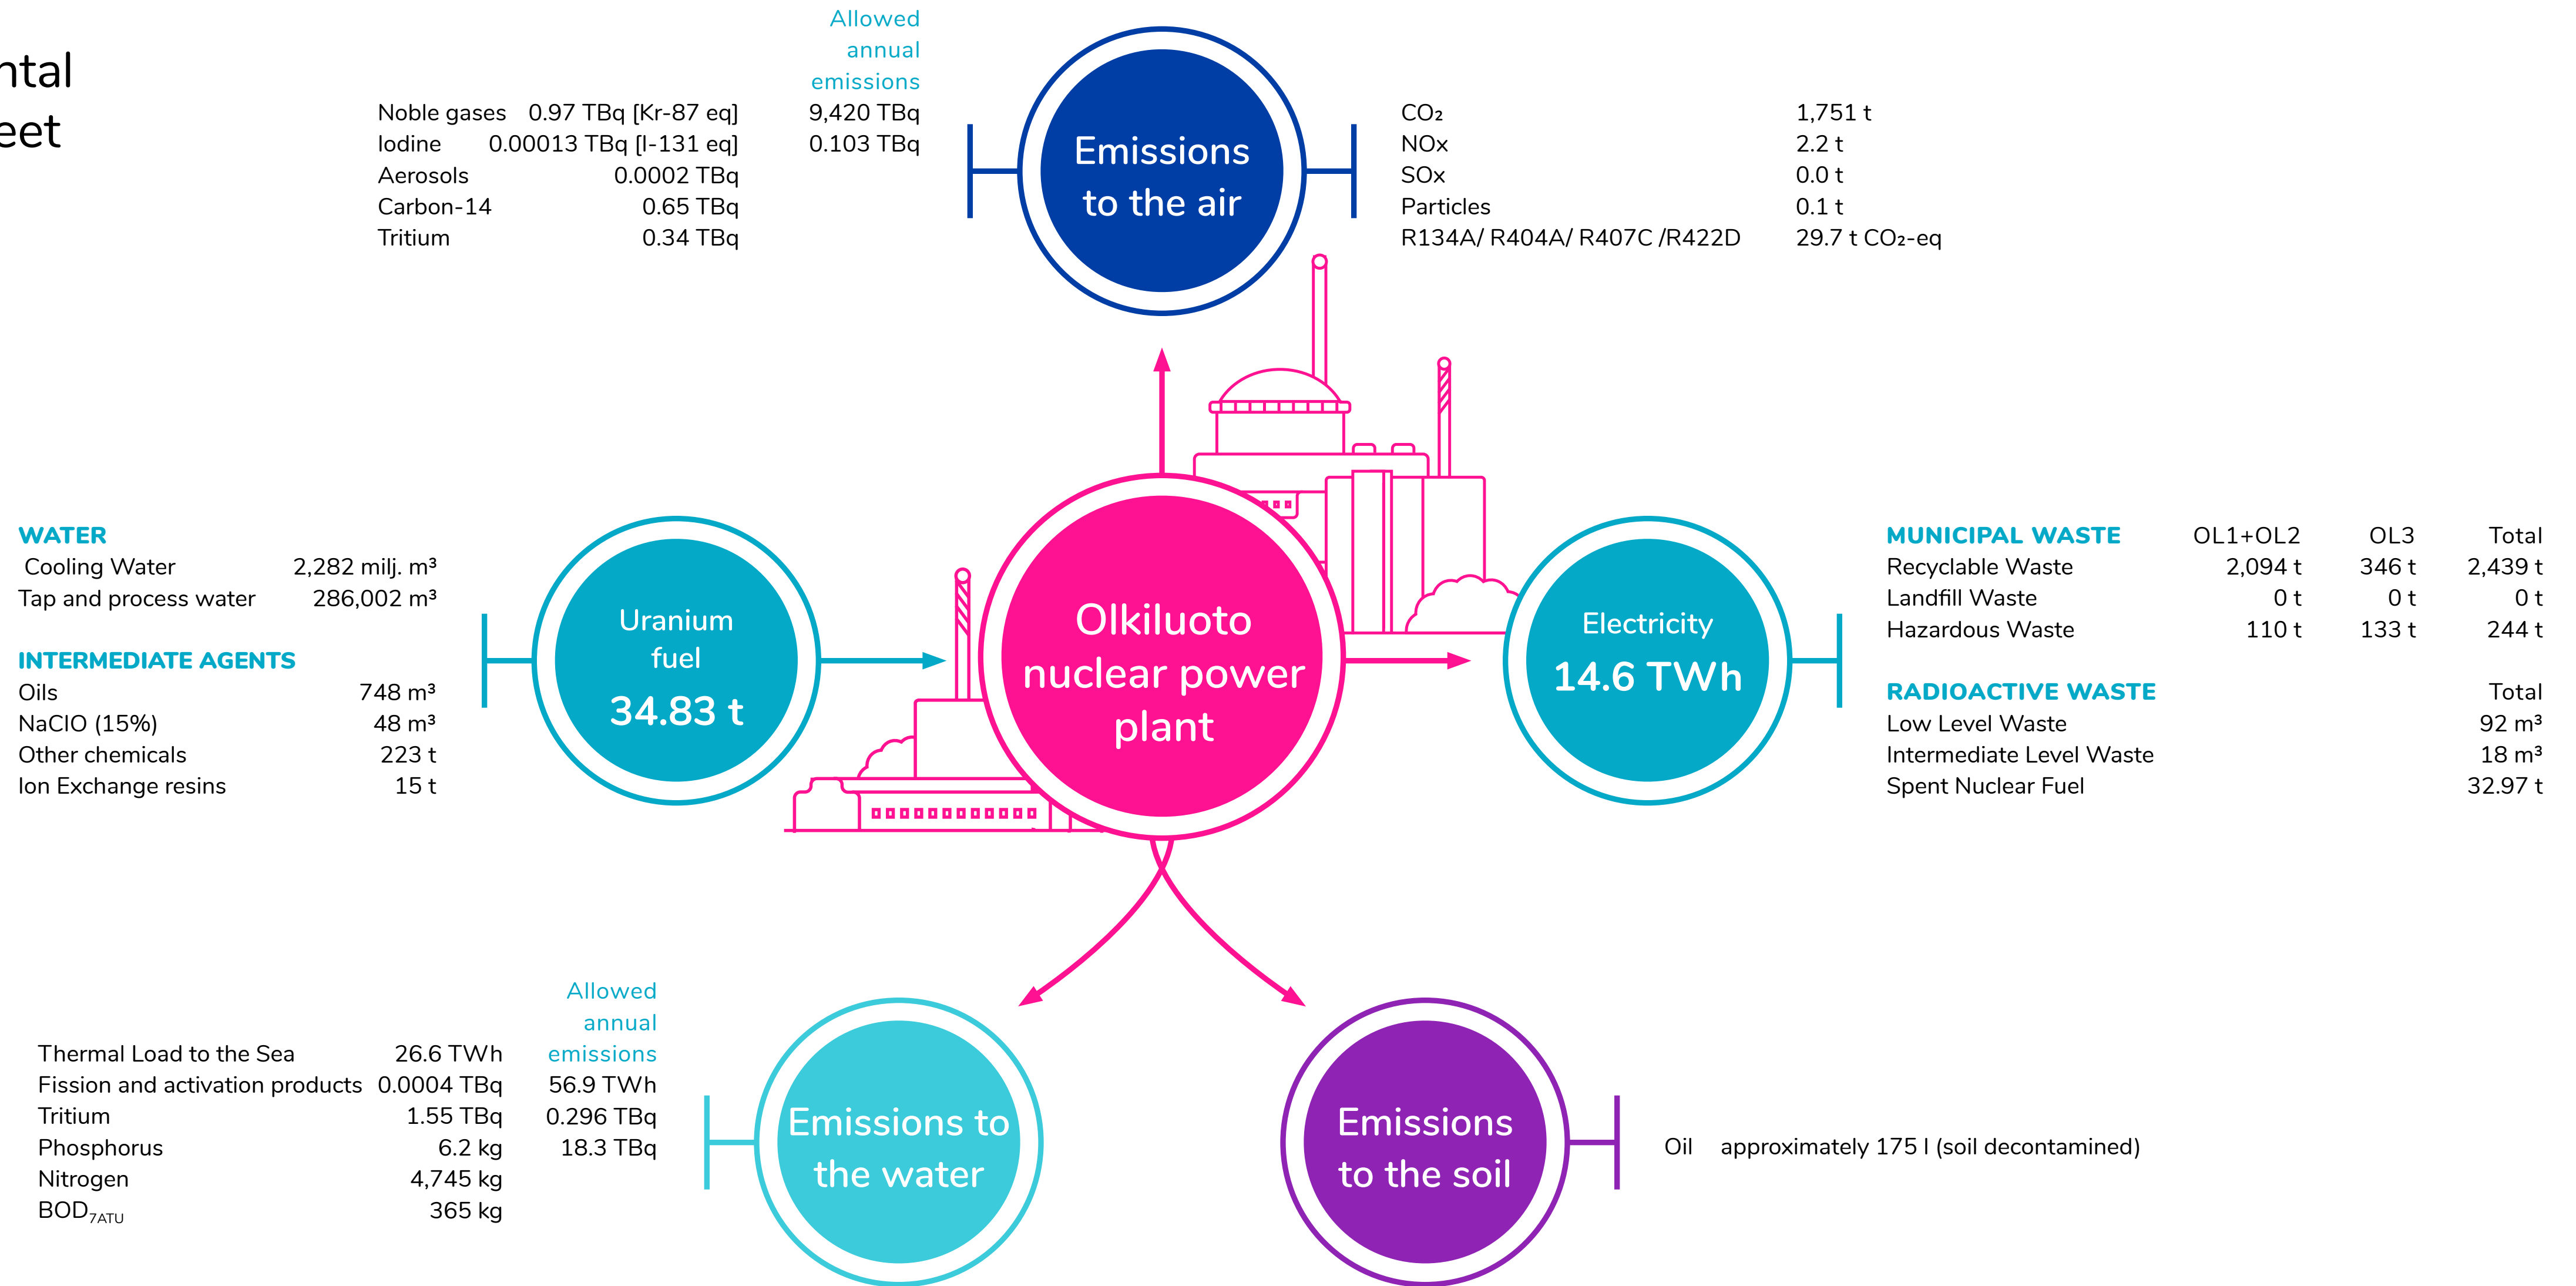 ntal
eet
Allowed
annual
emissions
Noble gases 0.97 TBq [Kr-87 eq] 9,420 TBq
Iodine 0.00013 TBq [I-131 eq] 0.103 TBq
Aerosols 0.0002 TBq
Carbon-14 0.65 TBq
Tritium 0.34 TBq
Emissions
to the air
CO₂ 1,751 t
NOx 2.2 t
SOx 0.0 t
Particles 0.1 t
R134A/ R404A/ R407C /R422D 29.7 t CO₂-eq
WATER
Cooling Water 2,282 milj. m³
Tap and process water 286,002 m³
INTERMEDIATE AGENTS
Oils 748 m³
NaClO (15%) 48 m³
Other chemicals 223 t
Ion Exchange resins 15 t
Uranium
fuel
34.83 t
Olkiluoto
nuclear power
plant
Electricity
14.6 TWh
MUNICIPAL WASTE OL1+OL2 OL3 Total
Recyclable Waste 2,094 t 346 t 2,439 t
Landfill Waste 0 t 0 t 0 t
Hazardous Waste 110 t 133 t 244 t
RADIOACTIVE WASTE Total
Low Level Waste 92 m³
Intermediate Level Waste 18 m³
Spent Nuclear Fuel 32.97 t
Allowed
annual
Thermal Load to the Sea 26.6 TWh emissions
Fission and activation products 0.0004 TBq 56.9 TWh
Tritium 1.55 TBq 0.296 TBq
Phosphorus 6.2 kg 18.3 TBq
Nitrogen 4,745 kg
BOD₇ATU 365 kg
Emissions to
the water
Emissions
to the soil
Oil approximately 175 l (soil decontamined)